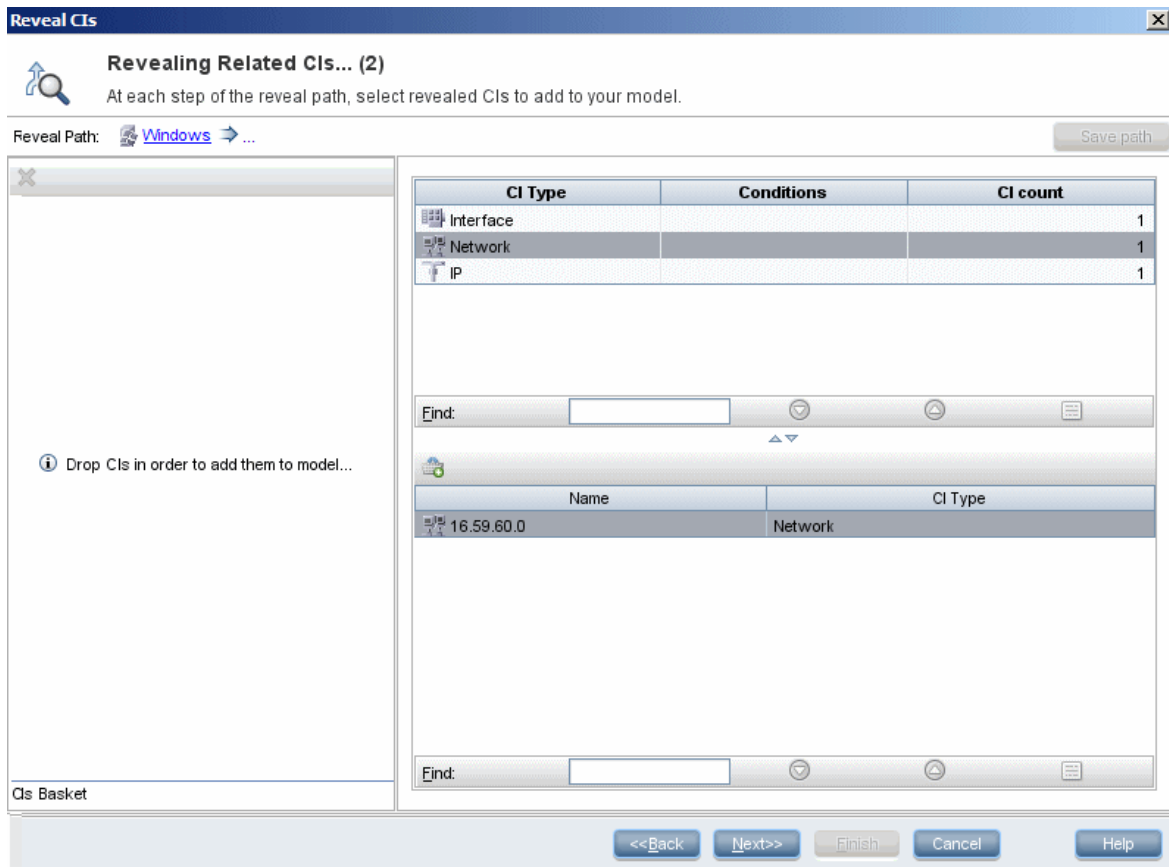 Reveal CIs
Revealing Related CIs... (2)
At each step of the reveal path, select revealed CIs to add to your model.
Reveal Path: Windows ...
Save path
Drop CIs in order to add them to model...
CIs Basket
CI Type Conditions CI count
Interface 1
Network 1
IP 1
Find:
Name CI Type
16.59.60.0 Network
Find:
<<Back Next>> Finish Cancel Help